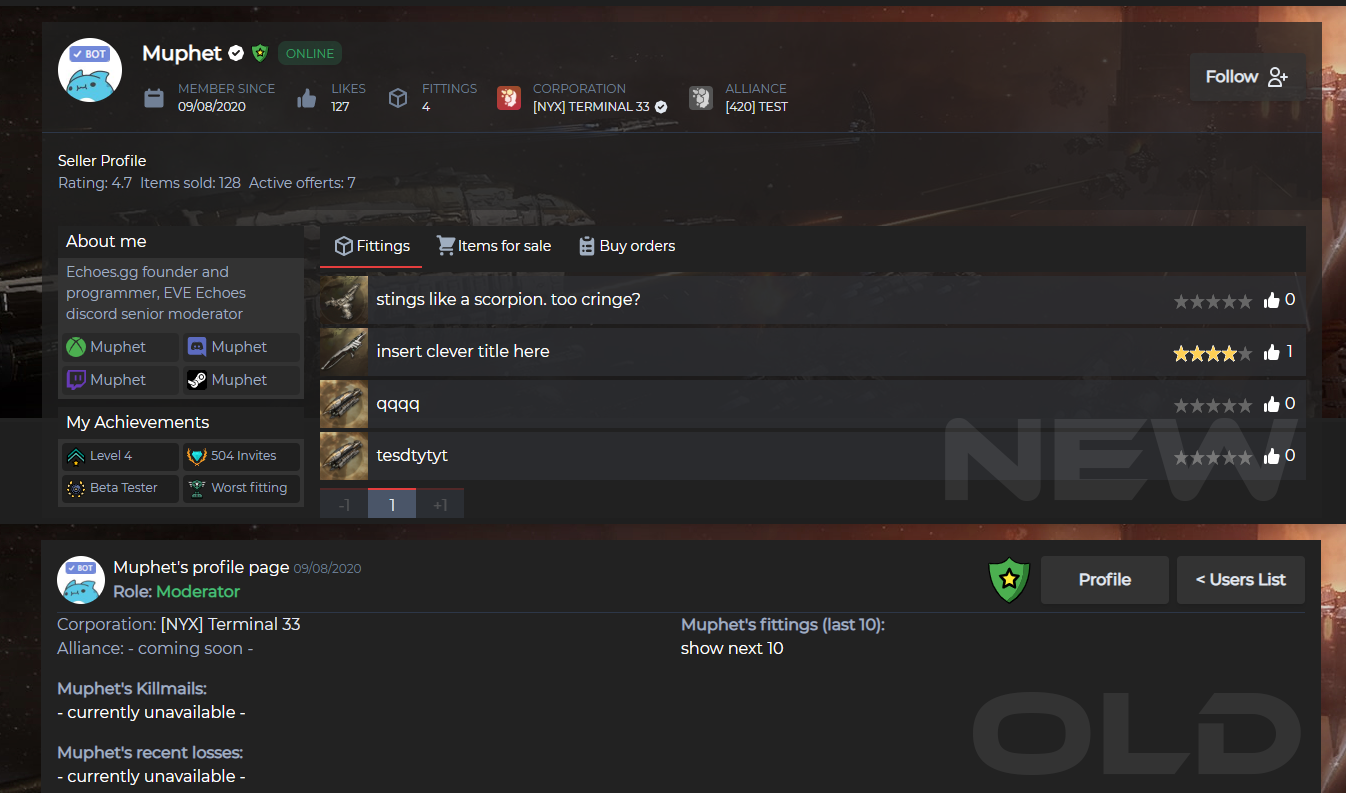 ✓ BOT
Muphet ONLINE
MEMBER SINCE LIKES FITTINGS CORPORATION ALLIANCE
09/08/2020 127 4 [NYX] TERMINAL 33 [420] TEST
Follow
Seller Profile
Rating: 4.7 Items sold: 128 Active offerts: 7
About me
Echoes.gg founder and
programmer, EVE Echoes
discord senior moderator
Muphet Muphet
Muphet Muphet
My Achievements
Level 4 504 Invites
Beta Tester Worst fitting
Fittings Items for sale Buy orders
stings like a scorpion. too cringe? 0
insert clever title here 1
qqqq 0
tesdtytyt 0
-1 1 +1
NEW
✓ BOT
Muphet's profile page 09/08/2020
Role: Moderator
Profile < Users List
Corporation: [NYX] Terminal 33
Alliance: - coming soon -
Muphet's Killmails:
- currently unavailable -
Muphet's recent losses:
- currently unavailable -
Muphet's fittings (last 10):
show next 10
OLD